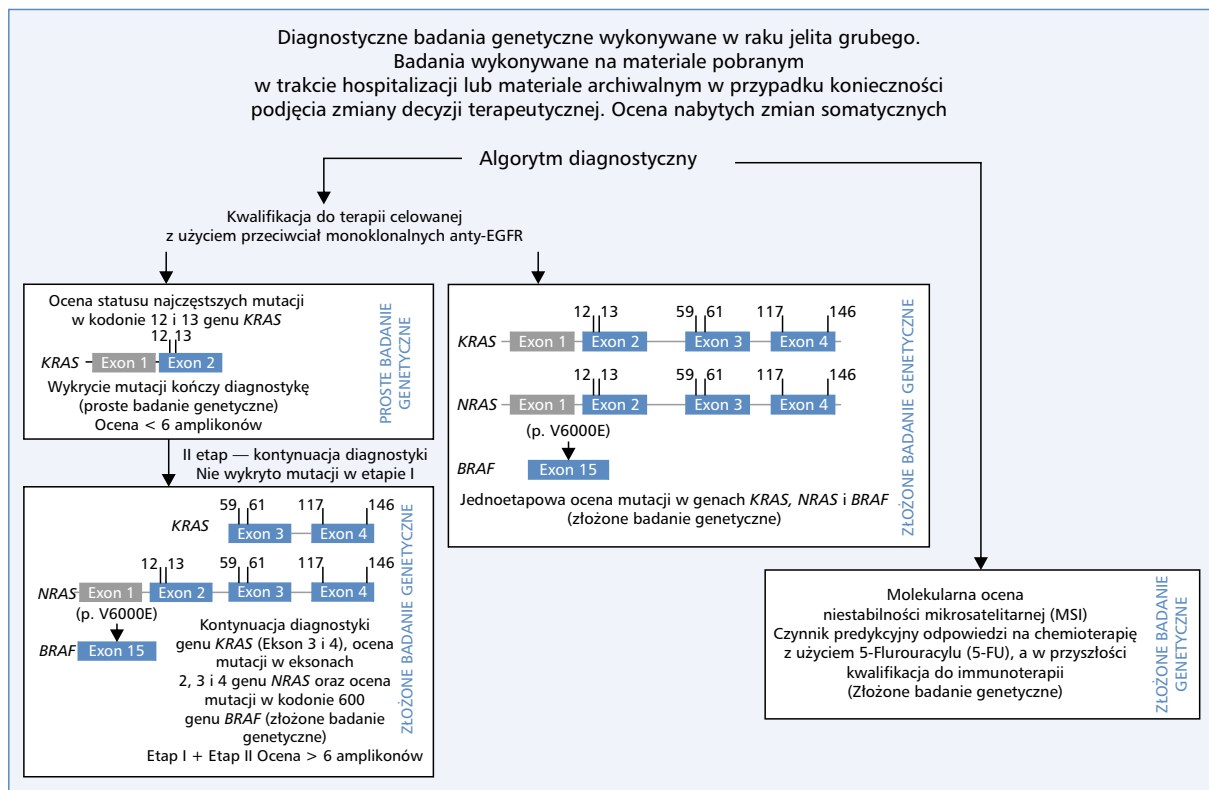 Diagnostyczne badania genetyczne wykonywane w raku jelita grubego.
Badania wykonywane na materiale pobranym
w trakcie hospitalizacji lub materiale archiwalnym w przypadku konieczności
podjęcia zmiany decyzji terapeutycznej. Ocena nabytych zmian somatycznych
Algorytm diagnostyczny
Kwalifikacja do terapii celowanej
z użyciem przeciwciał monoklonalnych anty-EGFR
Ocena statusu najczęstszych mutacji
w kodonie 12 i 13 genu KRAS
12 13
KRAS Exon 1 Exon 2
Wykrycie mutacji kończy diagnostykę
(proste badanie genetyczne)
Ocena < 6 amplikonów
PROSTE BADANIE
GENETYCZNE
II etap — kontynuacja diagnostyki
Nie wykryto mutacji w etapie I
59 61 117 146
KRAS Exon 3 Exon 4
12 13 59 61 117 146
NRAS Exon 1 Exon 2 Exon 3 Exon 4
(p. V6000E)
BRAF Exon 15
Kontynuacja diagnostyki
genu KRAS (Ekson 3 i 4), ocena
mutacji w eksonach
2, 3 i 4 genu NRAS oraz ocena
mutacji w kodonie 600
genu BRAF (złożone badanie
genetyczne)
Etap I + Etap II Ocena > 6 amplikonów
ZŁOŻONE BADANIE GENETYCZNE
12 13 59 61 117 146
KRAS Exon 1 Exon 2 Exon 3 Exon 4
12 13 59 61 117 146
NRAS Exon 1 Exon 2 Exon 3 Exon 4
(p. V6000E)
BRAF Exon 15
Jednoetapowa ocena mutacji w genach KRAS, NRAS i BRAF
(złożone badanie genetyczne)
ZŁOŻONE BADANIE GENETYCZNE
Molekularna ocena
niestabilności mikrosatelitarnej (MSI)
Czynnik predykcyjny odpowiedzi na chemioterapię
z użyciem 5-Flurouracylu (5-FU), a w przyszłości
kwalifikacja do immunoterapii
(Złożone badanie genetyczne)
ZŁOŻONE BADANIE
GENETYCZNE